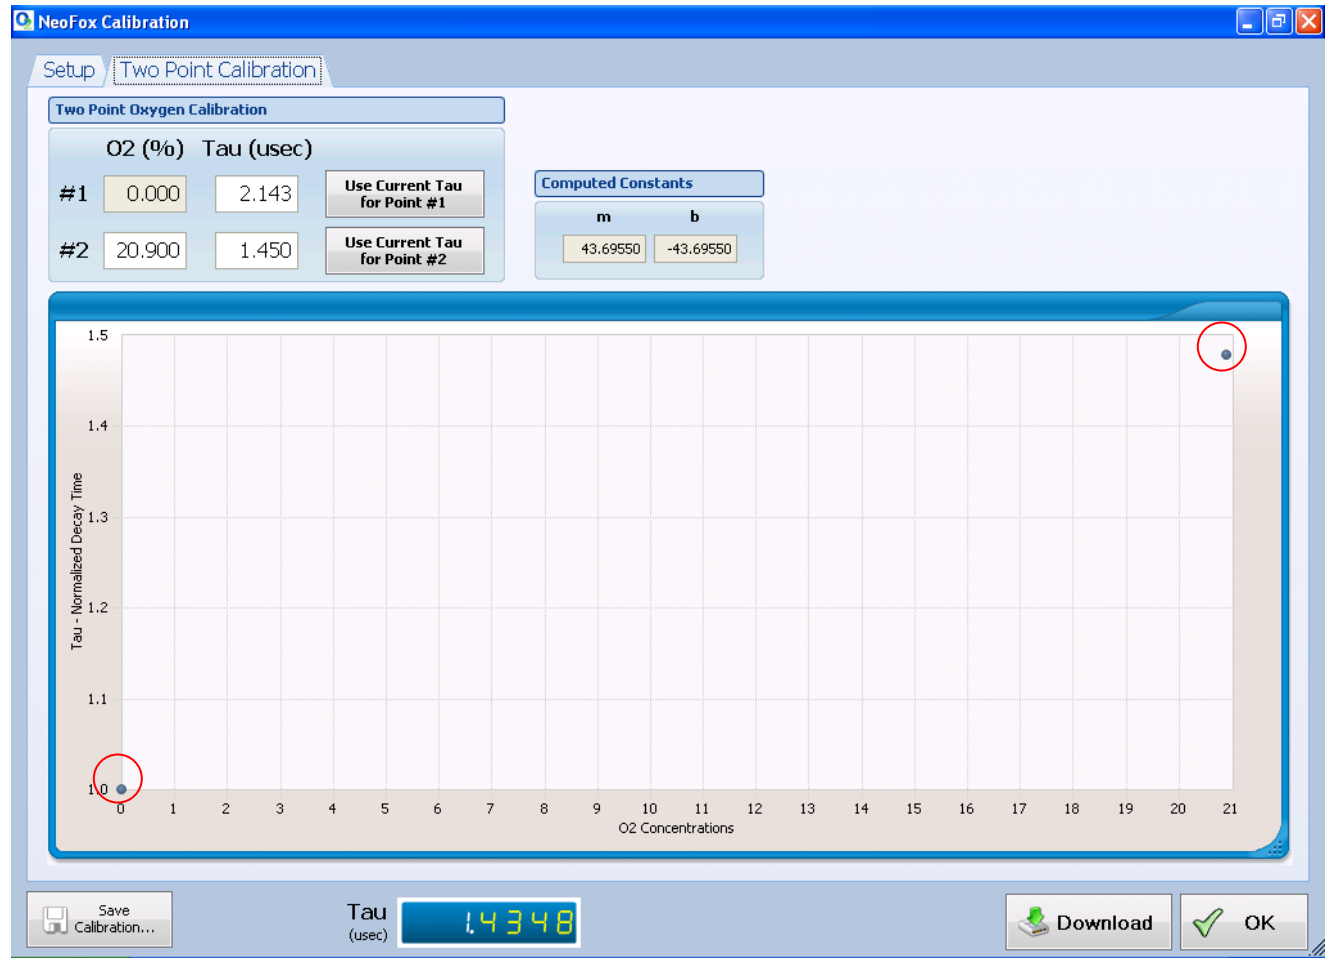 NeoFox Calibration
Setup
Two Point Calibration
Two Point Oxygen Calibration
O2 (%) Tau (usec)
#1 0.000 2.143 Use Current Tau
for Point #1
#2 20.900 1.450 Use Current Tau
for Point #2
Computed Constants
m b
43.69550 -43.69550
1.5
1.4
1.3
1.2
1.1
1.0
Tau - Normalized Decay Time
0 1 2 3 4 5 6 7 8 9 10 11 12 13 14 15 16 17 18 19 20 21
O2 Concentrations
Save
Calibration...
Tau
(usec)
1.4348
Download
OK